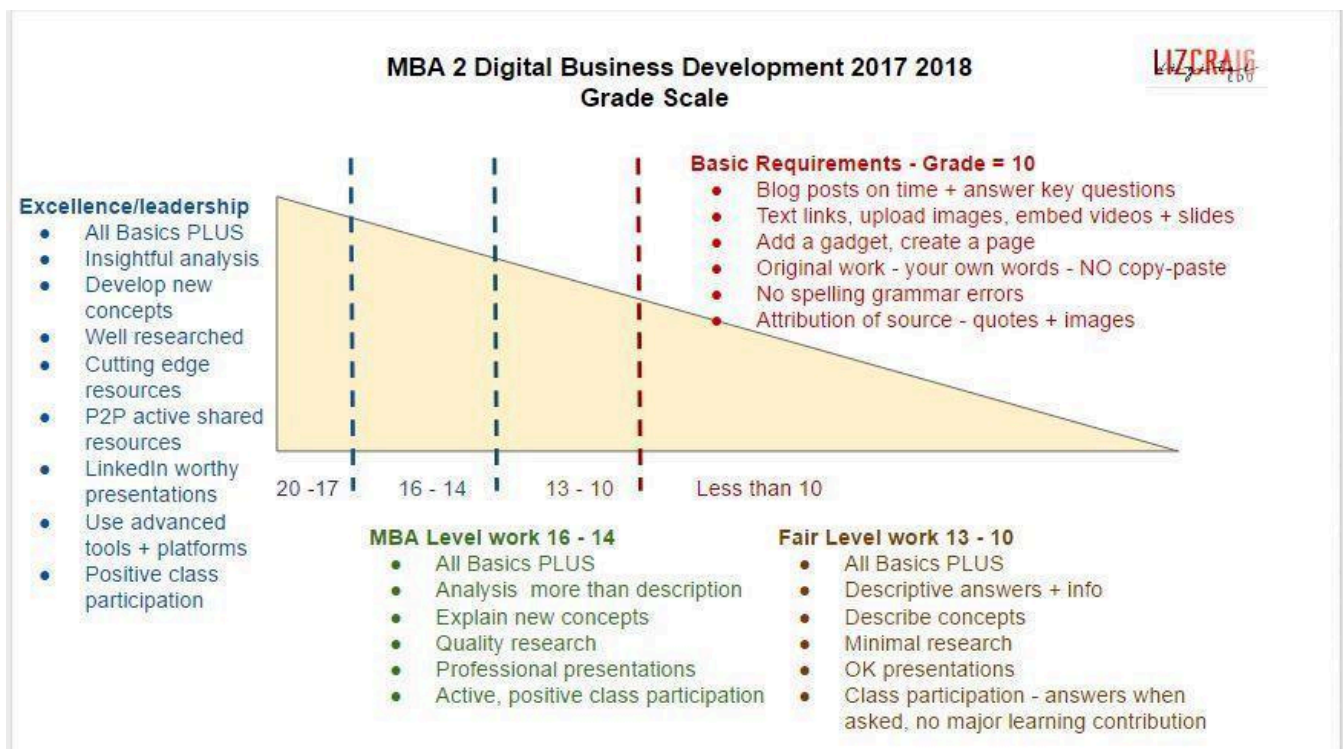 MBA 2 Digital Business Development 2017 2018
Grade Scale
LIZCRAIG
digital
EDU
Excellence/leadership
● All Basics PLUS
● Insightful analysis
● Develop new
concepts
● Well researched
● Cutting edge
resources
● P2P active shared
resources
● LinkedIn worthy
presentations
● Use advanced
tools + platforms
● Positive class
participation
Basic Requirements - Grade = 10
● Blog posts on time + answer key questions
● Text links, upload images, embed videos + slides
● Add a gadget, create a page
● Original work - your own words - NO copy-paste
● No spelling grammar errors
● Attribution of source - quotes + images
20 -17
16 - 14
13 - 10
Less than 10
MBA Level work 16 - 14
● All Basics PLUS
● Analysis more than description
● Explain new concepts
● Quality research
● Professional presentations
● Active, positive class participation
Fair Level work 13 - 10
● All Basics PLUS
● Descriptive answers + info
● Describe concepts
● Minimal research
● OK presentations
● Class participation - answers when
asked, no major learning contribution